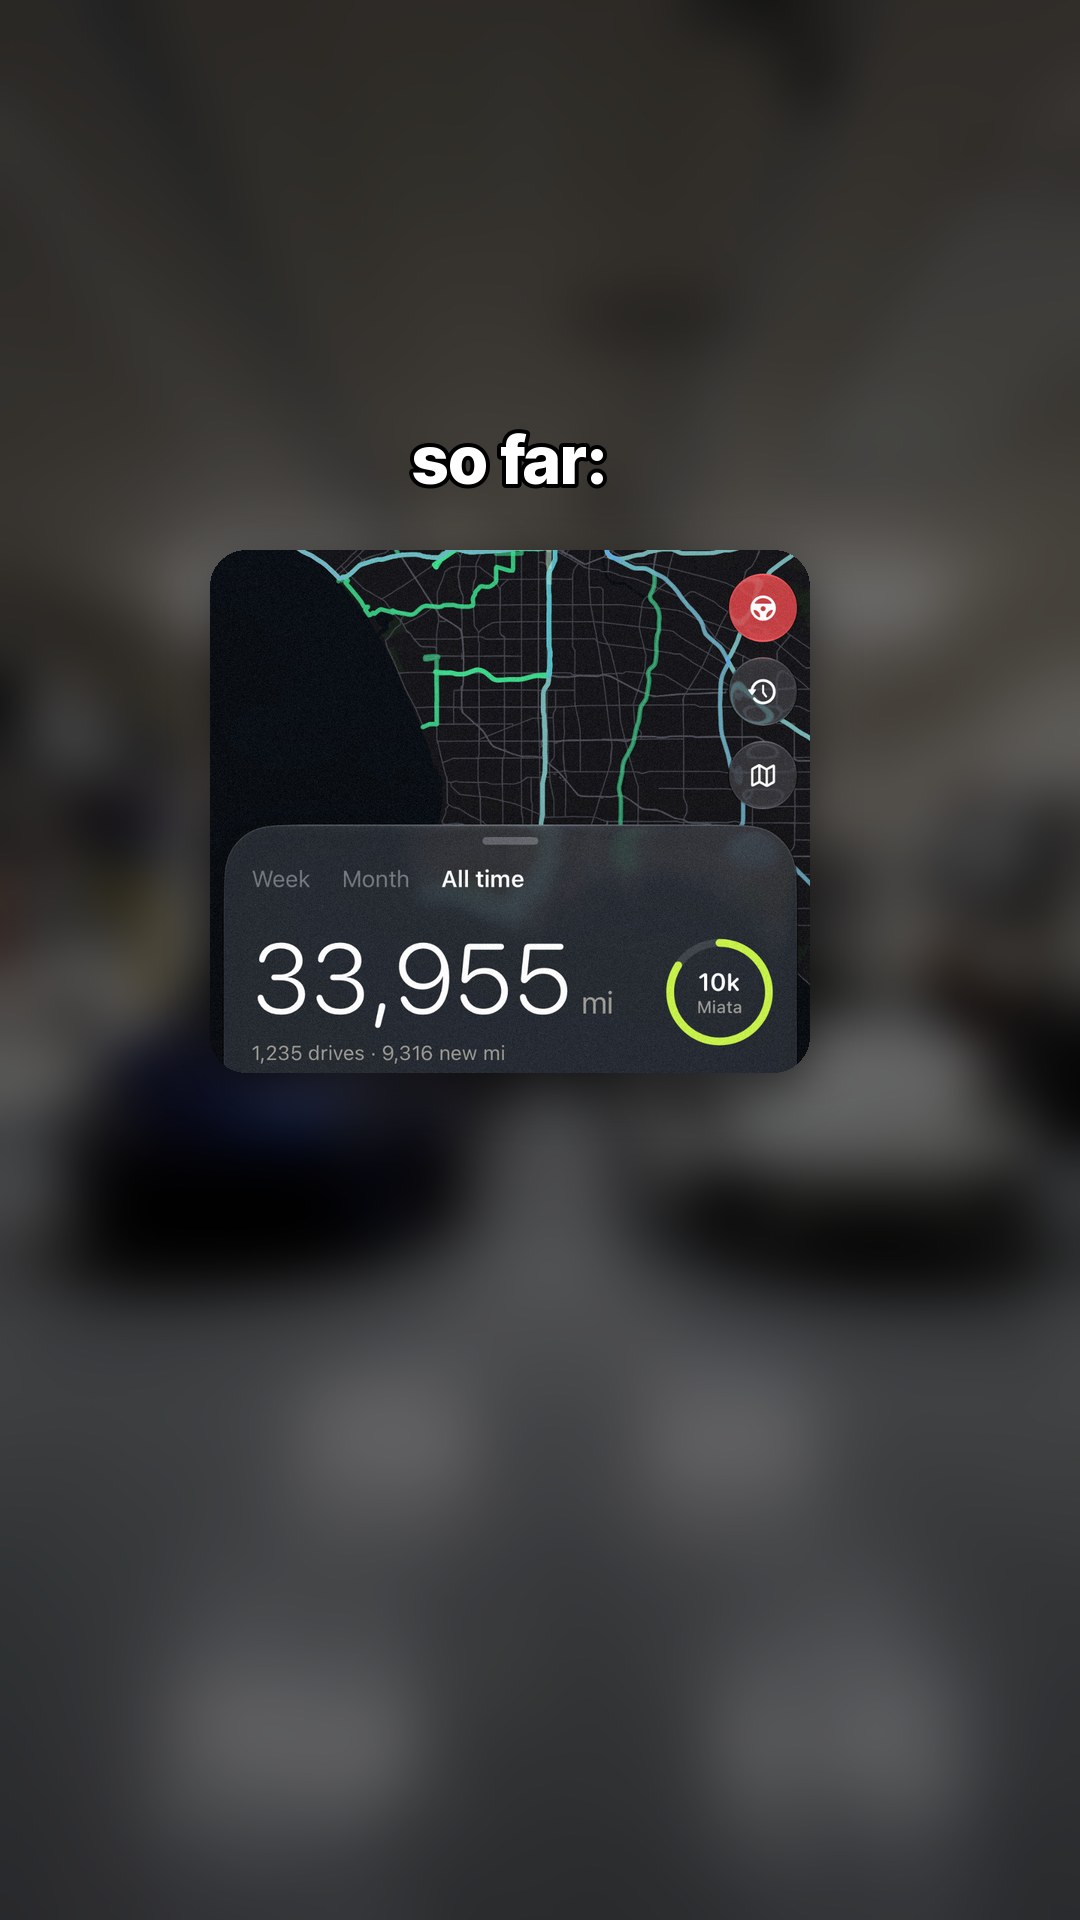 so far:
Week Month All time
33,955 mi
10k
Miata
1,235 drives · 9,316 new mi